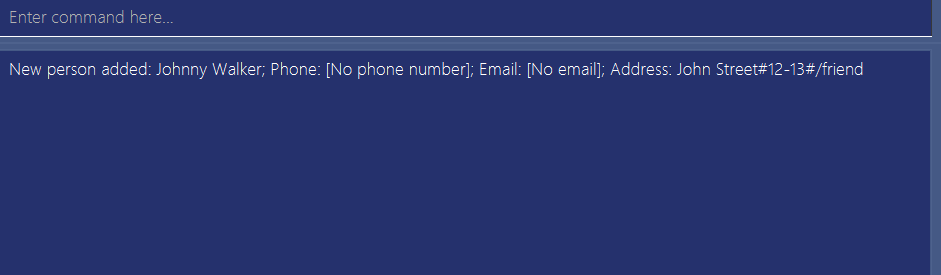 Enter command here...
New person added: Johnny Walker; Phone: [No phone number]; Email: [No email]; Address: John Street#12-13#/friend